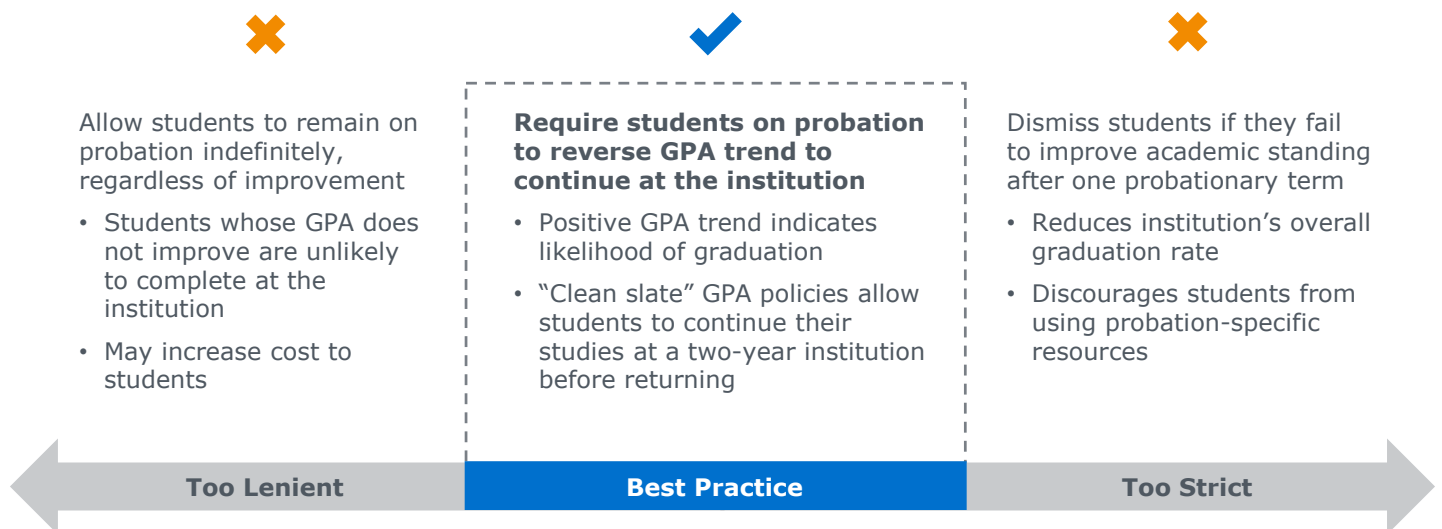 Allow students to remain on
probation indefinitely,
regardless of improvement
• Students whose GPA does
not improve are unlikely
to complete at the
institution
• May increase cost to
students
Require students on probation
to reverse GPA trend to
continue at the institution
• Positive GPA trend indicates
likelihood of graduation
• “Clean slate” GPA policies allow
students to continue their
studies at a two-year institution
before returning
Dismiss students if they fail
to improve academic standing
after one probationary term
• Reduces institution’s overall
graduation rate
• Discourages students from
using probation-specific
resources
Too Lenient
Best Practice
Too Strict